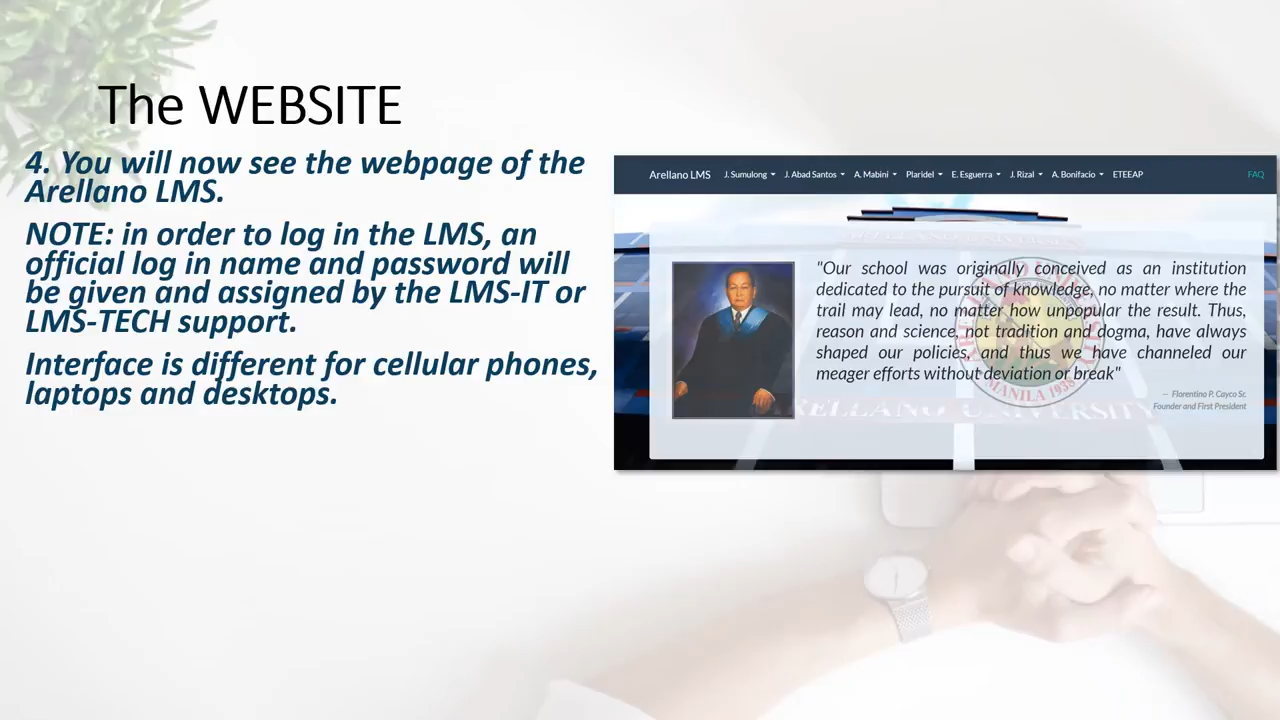 The WEBSITE
4. You will now see the webpage of the
Arellano LMS.
NOTE: in order to log in the LMS, an
official log in name and password will
be given and assigned by the LMS-IT or
LMS-TECH support.
Interface is different for cellular phones,
laptops and desktops.
Arellano LMS J. Sumulong J. Abad Santos A. Mabini Plaridel E. Esguerra J. Rizal A. Bonifacio ETEEAP FAQ
"Our school was originally conceived as an institution
dedicated to the pursuit of knowledge, no matter where the
trail may lead, no matter how unpopular the result. Thus,
reason and science, not tradition and dogma, have always
shaped our policies, and thus we have channeled our
meager efforts without deviation or break"
— Florentino P. Cayco Sr.
Founder and First President
MANILA 1938
ARELLANO UNIVERSITY